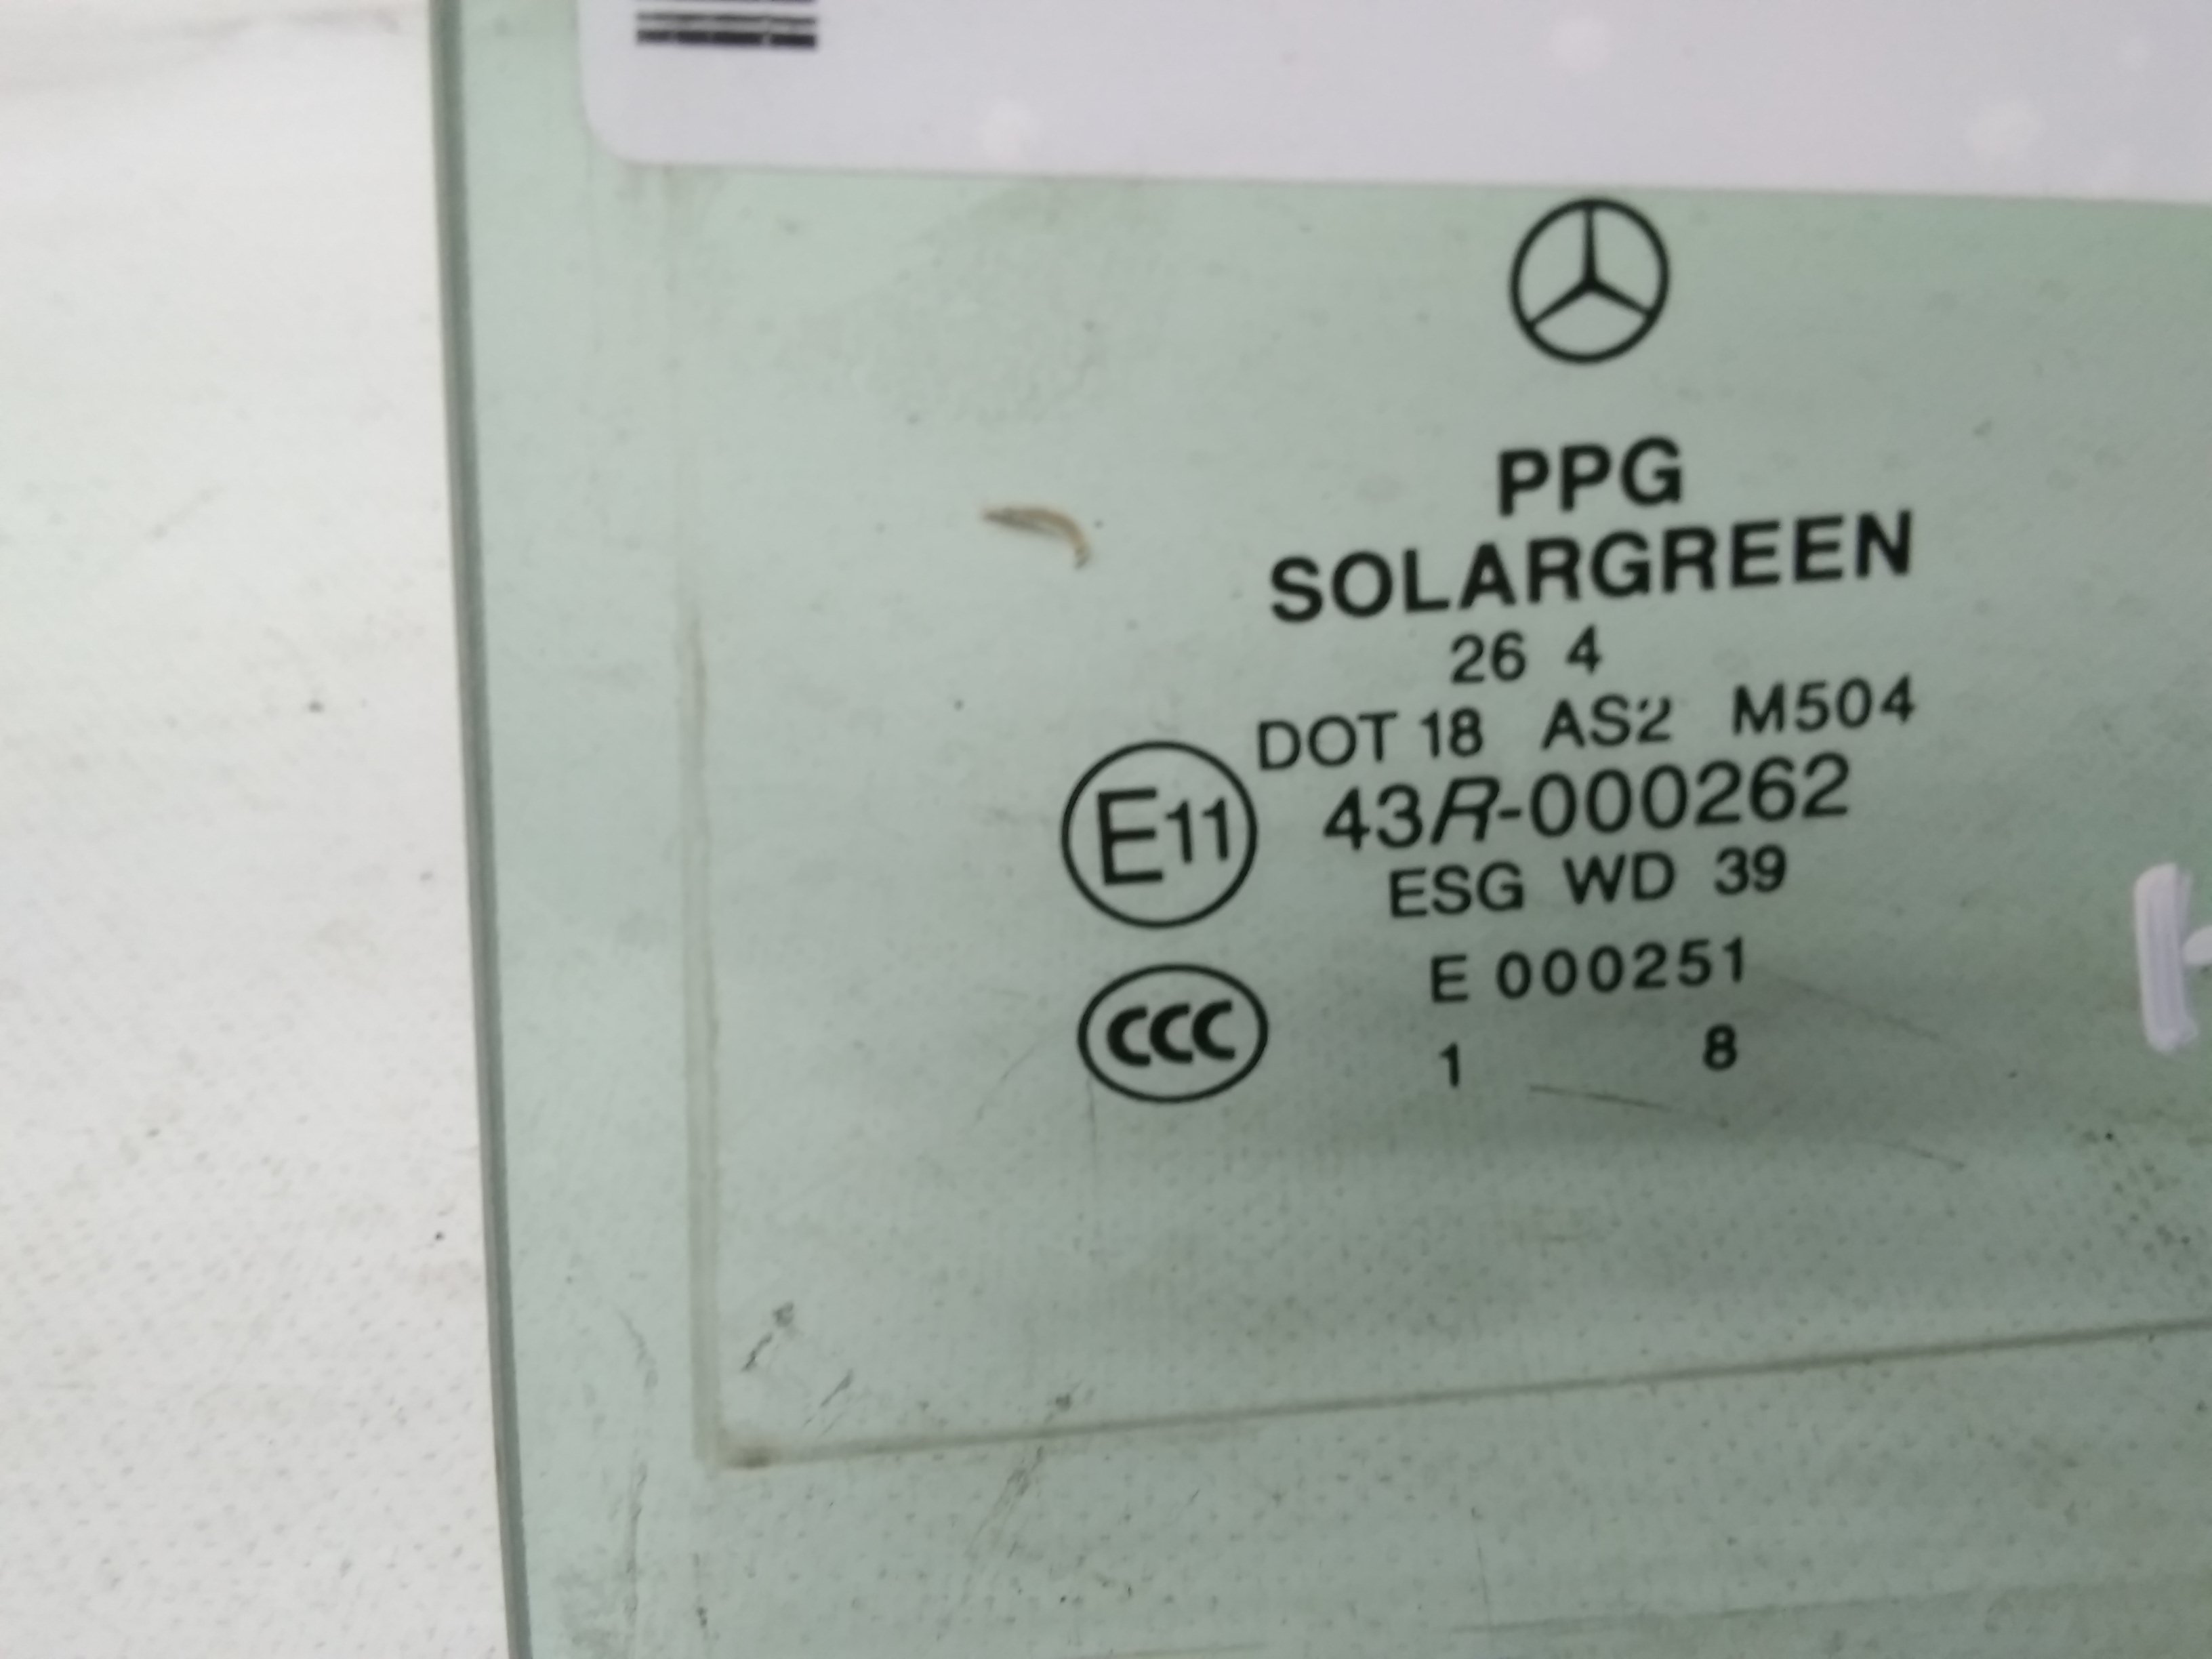 PPG
SOLARGREEN
26 4
DOT 18 AS2 M504
E11 43R-000262
ESG WD 39
CCC E 000251
1 8